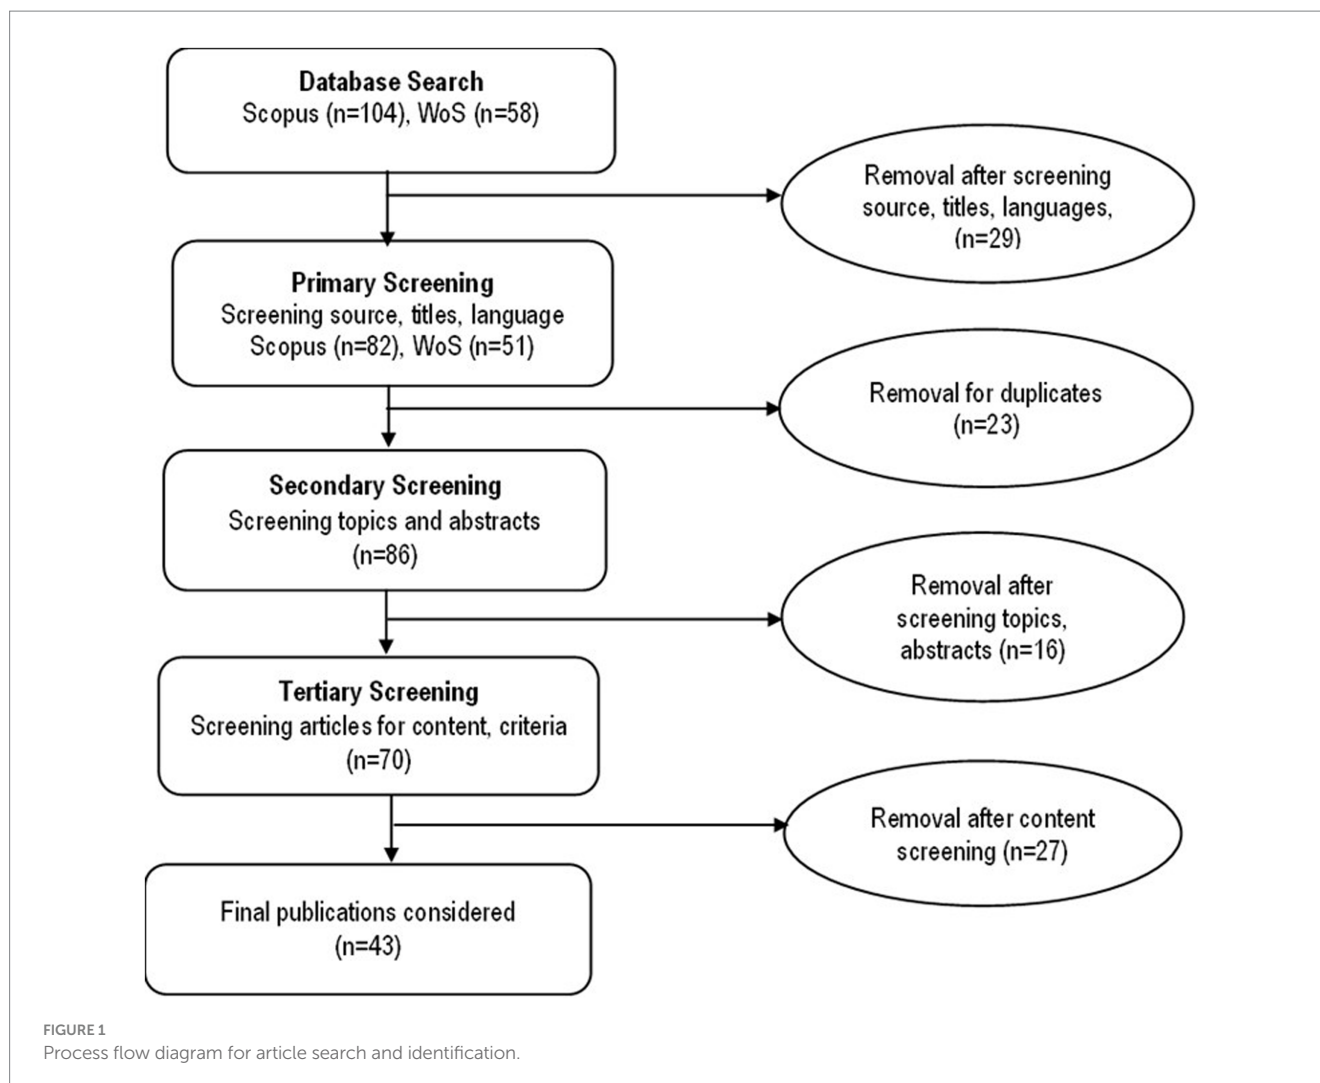 Database Search
Scopus (n=104), WoS (n=58)
Removal after screening
source, titles, languages,
(n=29)
Primary Screening
Screening source, titles, language
Scopus (n=82), WoS (n=51)
Removal for duplicates
(n=23)
Secondary Screening
Screening topics and abstracts
(n=86)
Removal after
screening topics,
abstracts (n=16)
Tertiary Screening
Screening articles for content, criteria
(n=70)
Removal after content
screening (n=27)
Final publications considered
(n=43)
FIGURE 1
Process flow diagram for article search and identification.